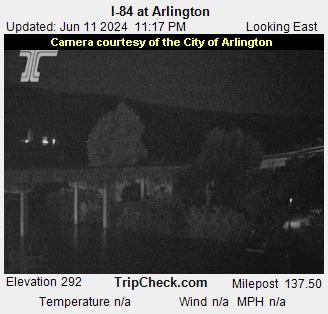 I-84 at Arlington
Updated: Jun 11 2024 11:17 PM Looking East
Camera courtesy of the City of Arlington
Elevation 292 TripCheck.com Milepost 137.50
Temperature n/a Wind n/a MPH n/a